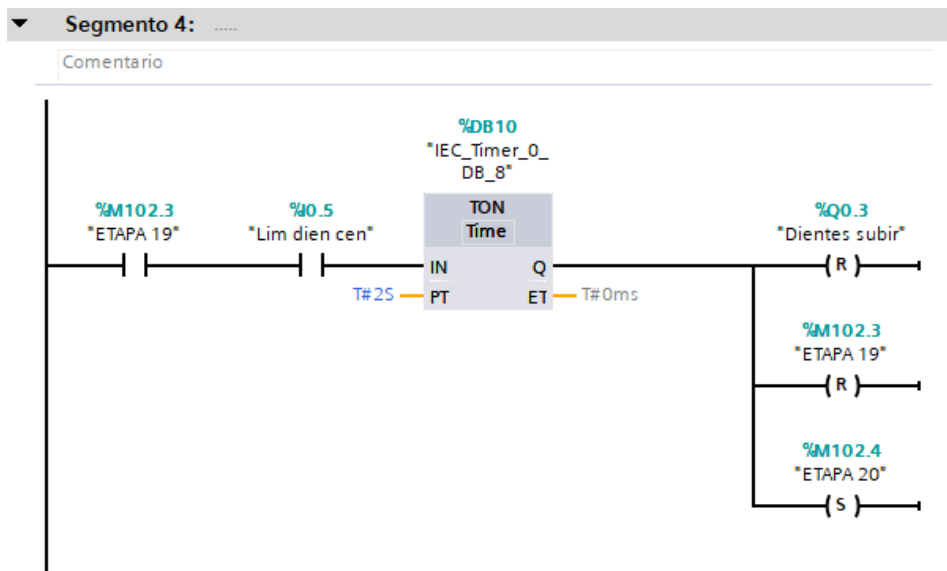 Segmento 4: .....
Comentario
%DB10
"IEC_Timer_0_
DB_8"
%M102.3
"ETAPA 19"
%I0.5
"Lim dien cen"
TON
Time
%Q0.3
"Dientes subir"
IN
Q
( R )
T#2S
PT
ET
T#0ms
%M102.3
"ETAPA 19"
( R )
%M102.4
"ETAPA 20"
( S )